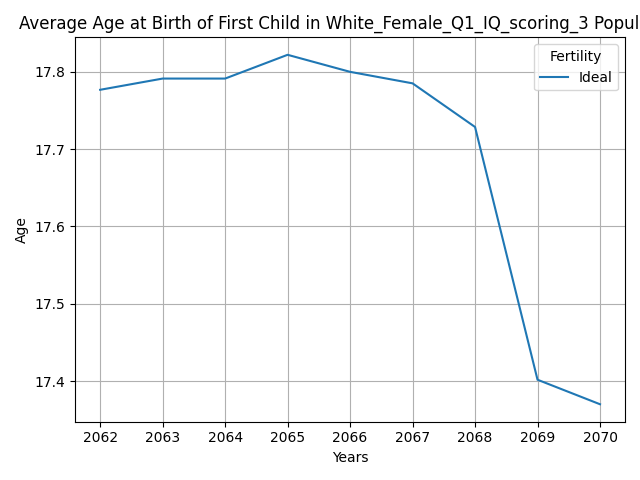 Average Age at Birth of First Child in White_Female_Q1_IQ_scoring_3 Popul
Fertility
Ideal
17.8
17.7
17.6
17.5
17.4
Age
2062 2063 2064 2065 2066 2067 2068 2069 2070
Years